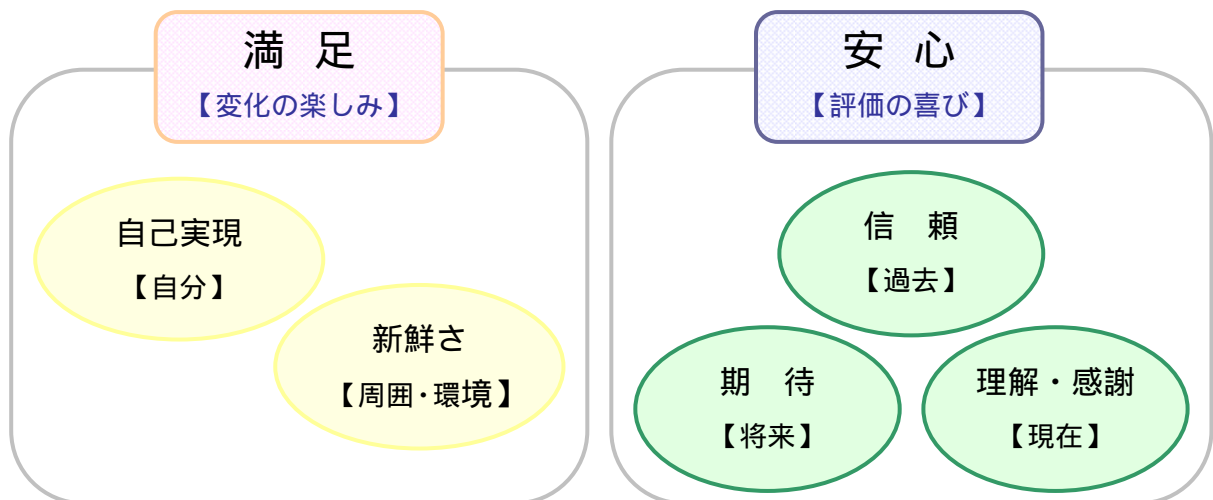 満 足
【変化の楽しみ】
自己実現
【自分】
新鮮さ
【周囲・環境】
安 心
【評価の喜び】
信 頼
【過去】
期 待
【将来】
理解・感謝
【現在】